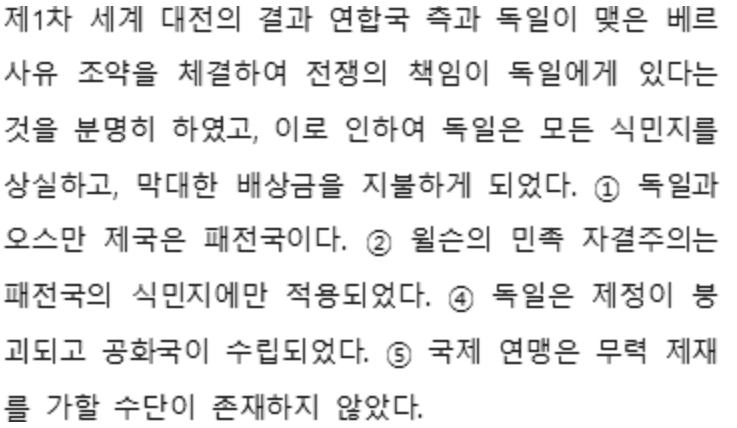 제1차 세계 대전의 결과 연합국 측과 독일이 맺은 베르
사유 조약을 체결하여 전쟁의 책임이 독일에게 있다는
것을 분명히 하였고, 이로 인하여 독일은 모든 식민지를
상실하고, 막대한 배상금을 지불하게 되었다. ① 독일과
오스만 제국은 패전국이다. ② 윌슨의 민족 자결주의는
패전국의 식민지에만 적용되었다. ④ 독일은 제정이 붕
괴되고 공화국이 수립되었다. ⑤ 국제 연맹은 무력 제재
를 가할 수단이 존재하지 않았다.